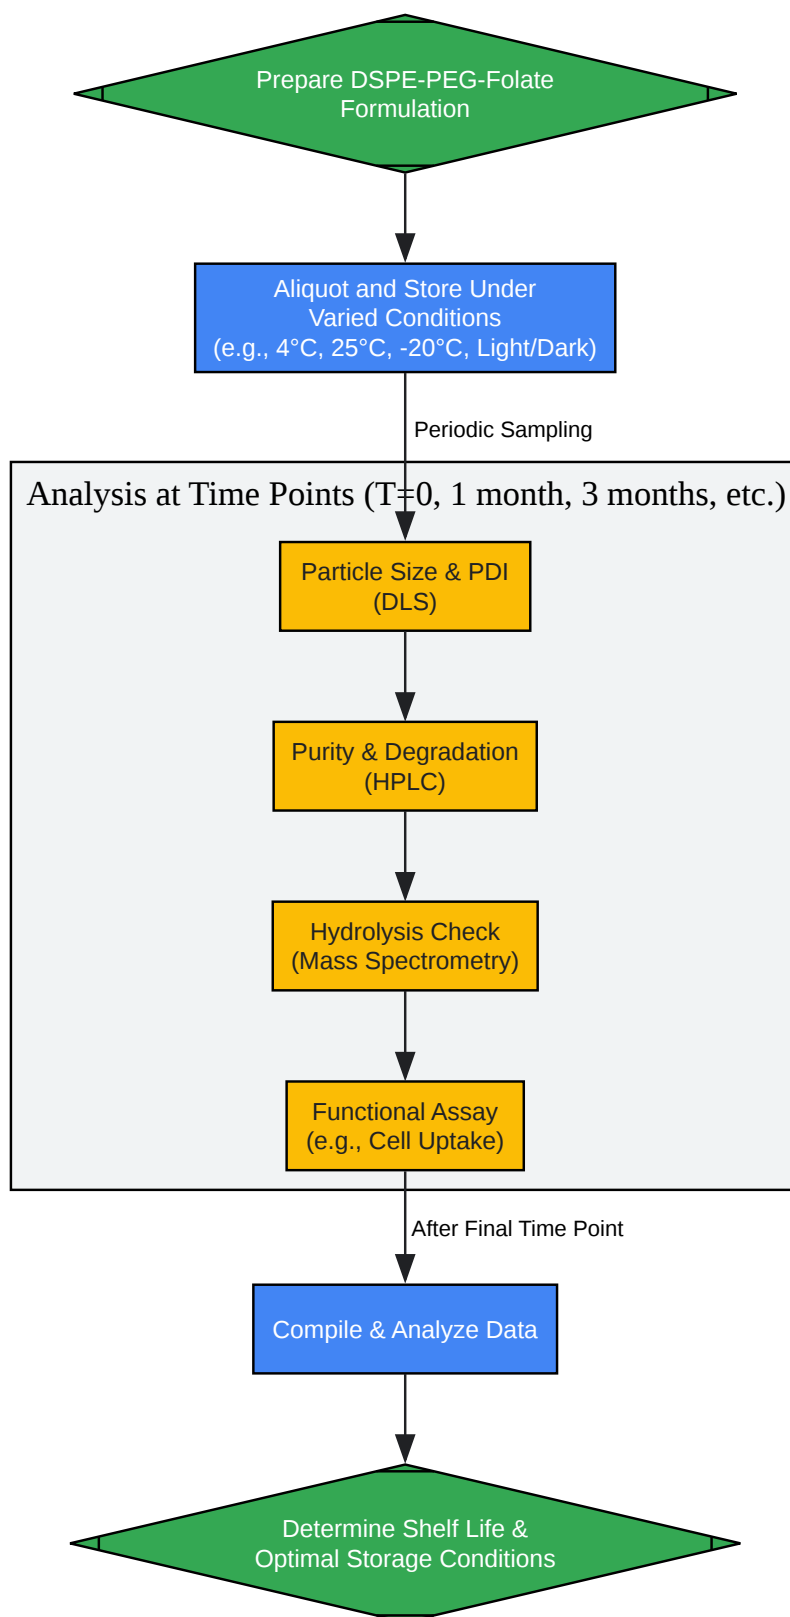 Prepare DSPE-PEG-Folate
Formulation
Aliquot and Store Under
Varied Conditions
(e.g., 4°C, 25°C, -20°C, Light/Dark)
Periodic Sampling
Analysis at Time Points (T=0, 1 month, 3 months, etc.)
Particle Size & PDI
(DLS)
Purity & Degradation
(HPLC)
Hydrolysis Check
(Mass Spectrometry)
Functional Assay
(e.g., Cell Uptake)
After Final Time Point
Compile & Analyze Data
Determine Shelf Life &
Optimal Storage Conditions